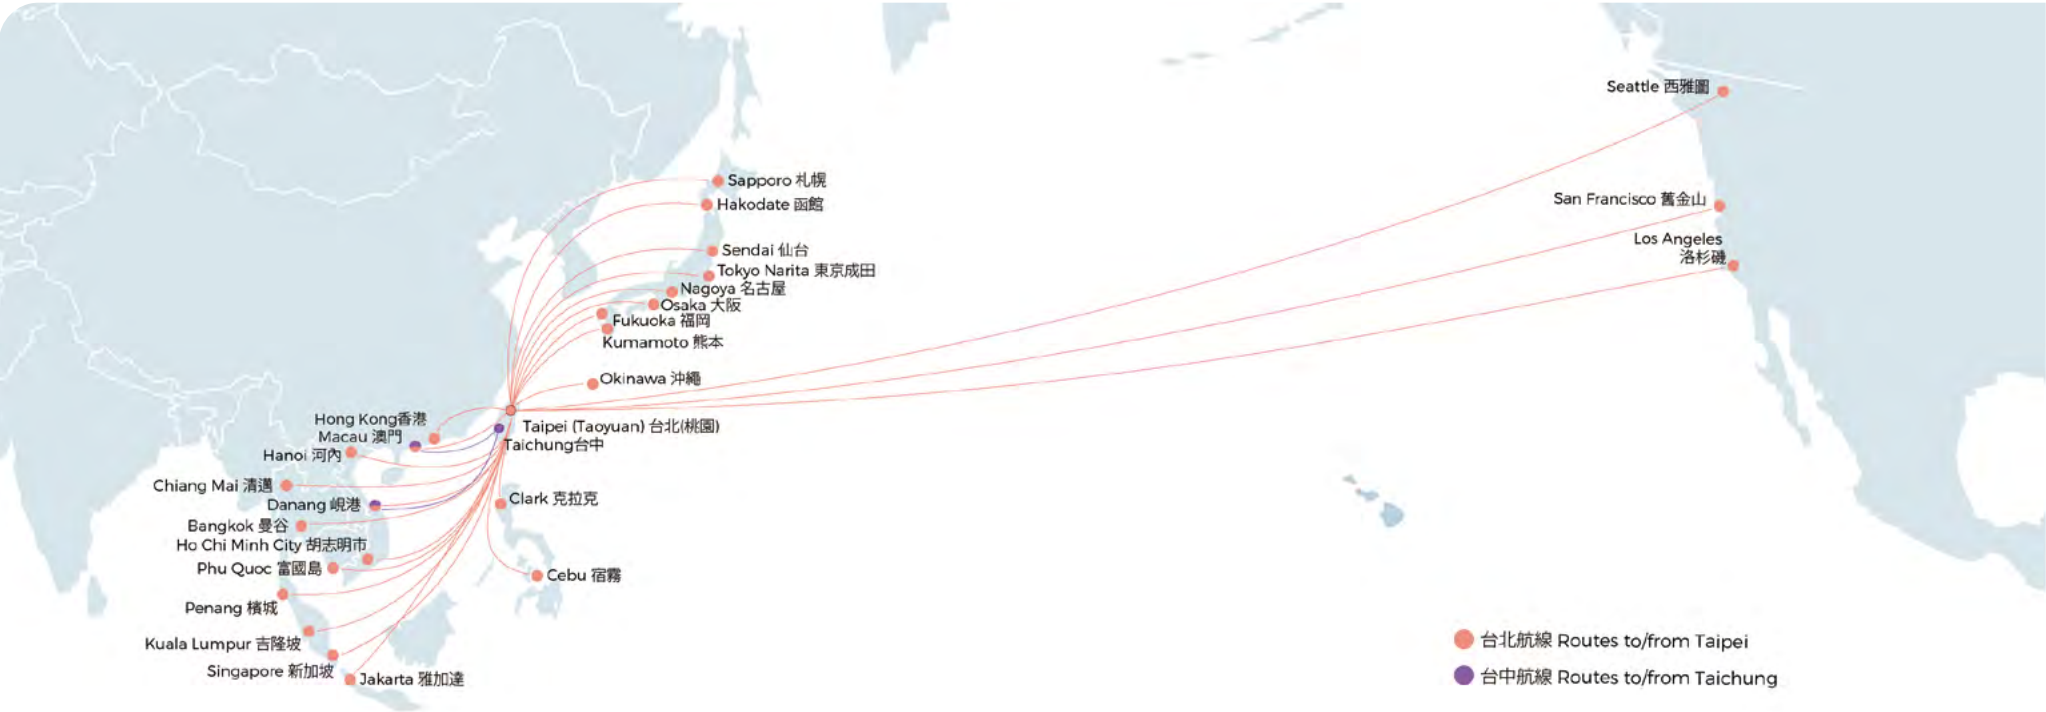 Seattle 西雅圖
Sapporo 札幌
Hakodate 函館
San Francisco 舊金山
Los Angeles
洛杉磯
Sendai 仙台
Tokyo Narita 東京成田
Nagoya 名古屋
Osaka 大阪
Fukuoka 福岡
Kumamoto 熊本
Okinawa 沖繩
Hong Kong香港
Taipei (Taoyuan) 台北(桃園)
Macau 澳門
Taichung台中
Hanoi 河內
Chiang Mai 清邁
Clark 克拉克
Danang 峴港
Bangkok 曼谷
Ho Chi Minh City 胡志明市
Phu Quoc 富國島
Cebu 宿霧
Penang 檳城
Kuala Lumpur 吉隆坡
Singapore 新加坡
Jakarta 雅加達
台北航線 Routes to/from Taipei
台中航線 Routes to/from Taichung